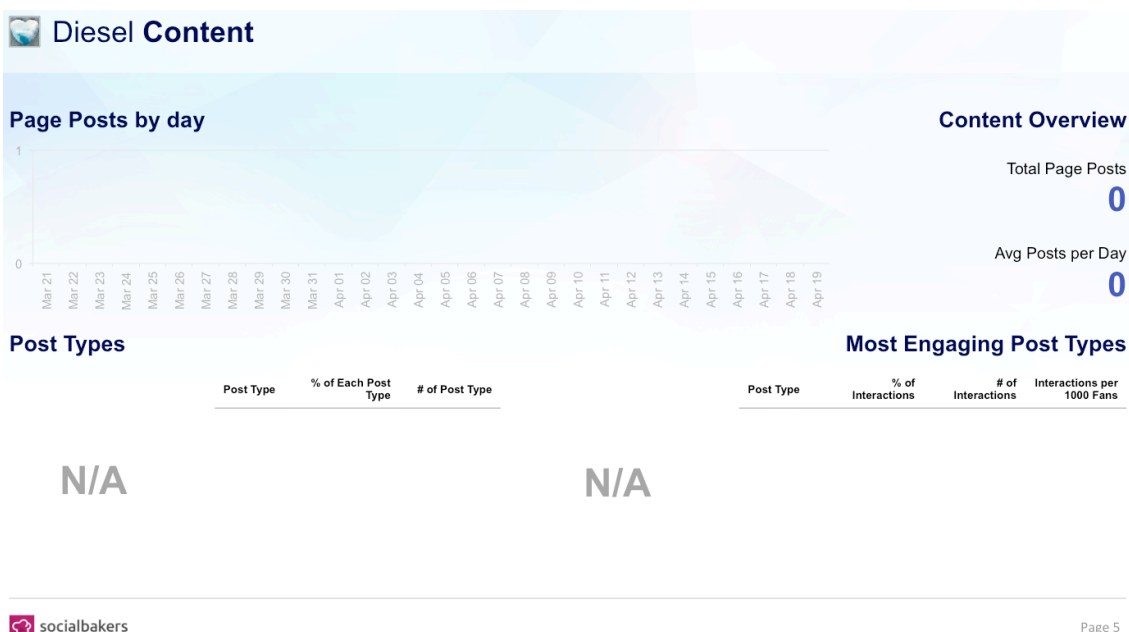 Diesel Content
Page Posts by day
Content Overview
1
0
Mar 21
Mar 22
Mar 23
Mar 24
Mar 25
Mar 26
Mar 27
Mar 28
Mar 29
Mar 30
Mar 31
Apr 01
Apr 02
Apr 03
Apr 04
Apr 05
Apr 06
Apr 07
Apr 08
Apr 09
Apr 10
Apr 11
Apr 12
Apr 13
Apr 14
Apr 15
Apr 16
Apr 17
Apr 18
Apr 19
Total Page Posts
0
Avg Posts per Day
0
Post Types
Post Type
% of Each Post
Type
# of Post Type
N/A
Most Engaging Post Types
Post Type
% of
Interactions
# of
Interactions
Interactions per
1000 Fans
N/A
socialbakers
Page 5